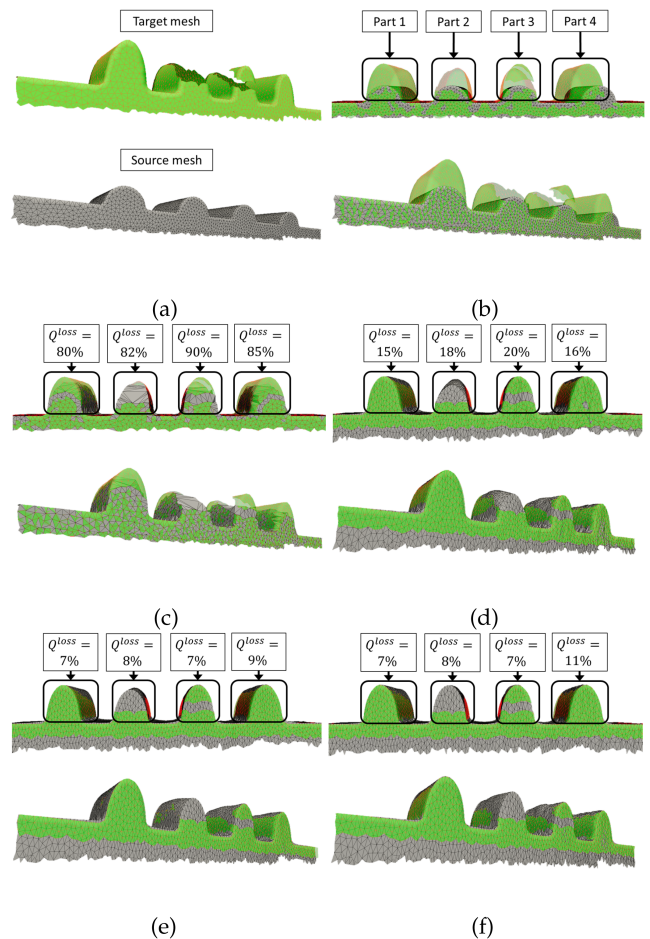 Target mesh
Source mesh
(a)
Part 1 Part 2 Part 3 Part 4
(b)
Q^loss = Q^loss = Q^loss = Q^loss =
80% 82% 90% 85%
(c)
Q^loss = Q^loss = Q^loss = Q^loss =
15% 18% 20% 16%
(d)
Q^loss = Q^loss = Q^loss = Q^loss =
7% 8% 7% 9%
(e)
Q^loss = Q^loss = Q^loss = Q^loss =
7% 8% 7% 11%
(f)